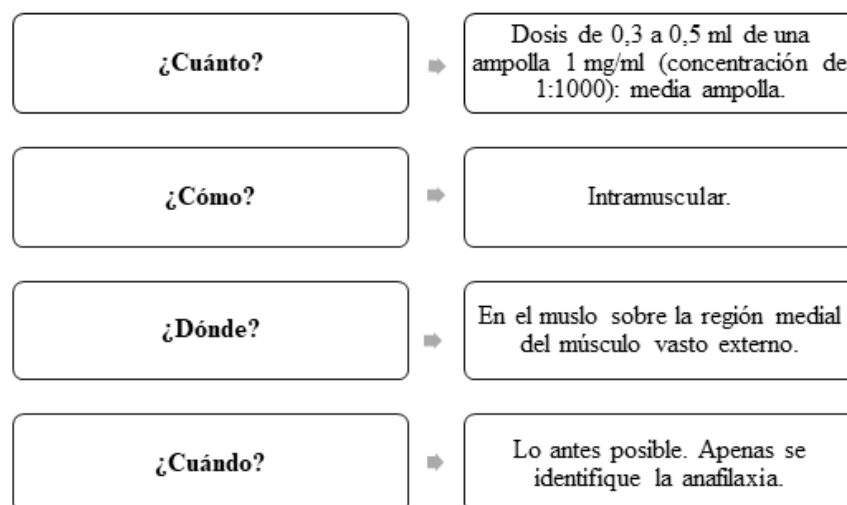 ¿Cuánto?
Dosis de 0,3 a 0,5 ml de una
ampolla 1 mg/ml (concentración de
1:1000): media ampolla.
¿Cómo?
Intramuscular.
¿Dónde?
En el muslo sobre la región medial
del músculo vasto externo.
¿Cuándo?
Lo antes posible. Apenas se
identifique la anafilaxia.